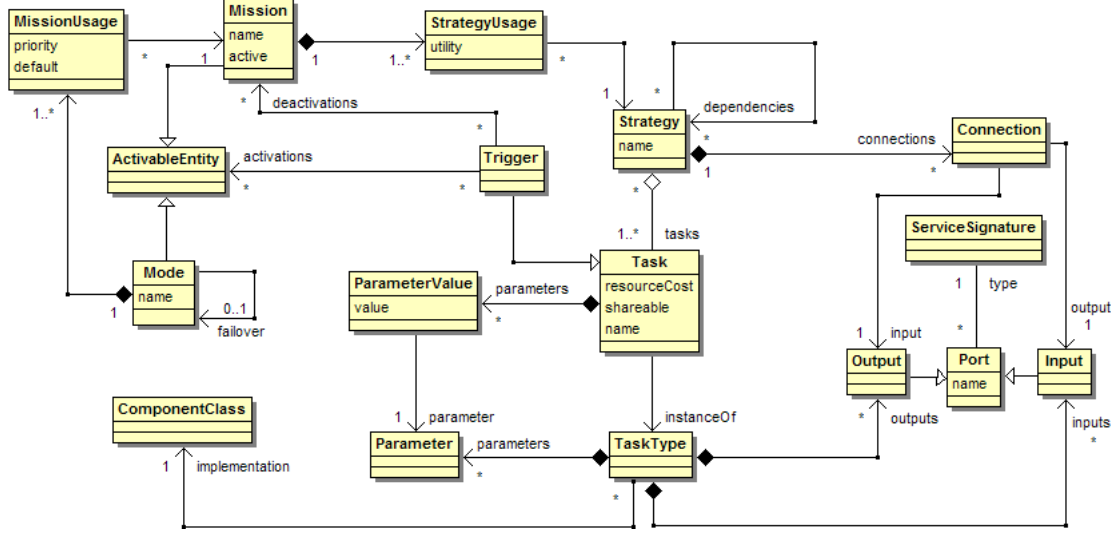 MissionUsage
priority
default
Mission
name
active
StrategyUsage
utility
*
1
1
1..*
*
1..*
*
deactivations
*
1
*
dependencies
*
Strategy
name
connections
*
1
Connection
ActivableEntity
activations
*
*
Trigger
*
1..*
tasks
ServiceSignature
1
type
*
Mode
name
1
0..1
failover
ParameterValue
value
parameters
*
Task
resourceCost
shareable
name
output
1
1
input
Output
Port
name
Input
*
outputs
inputs
*
ComponentClass
1
implementation
1
parameter
Parameter
parameters
*
instanceOf
TaskType
*